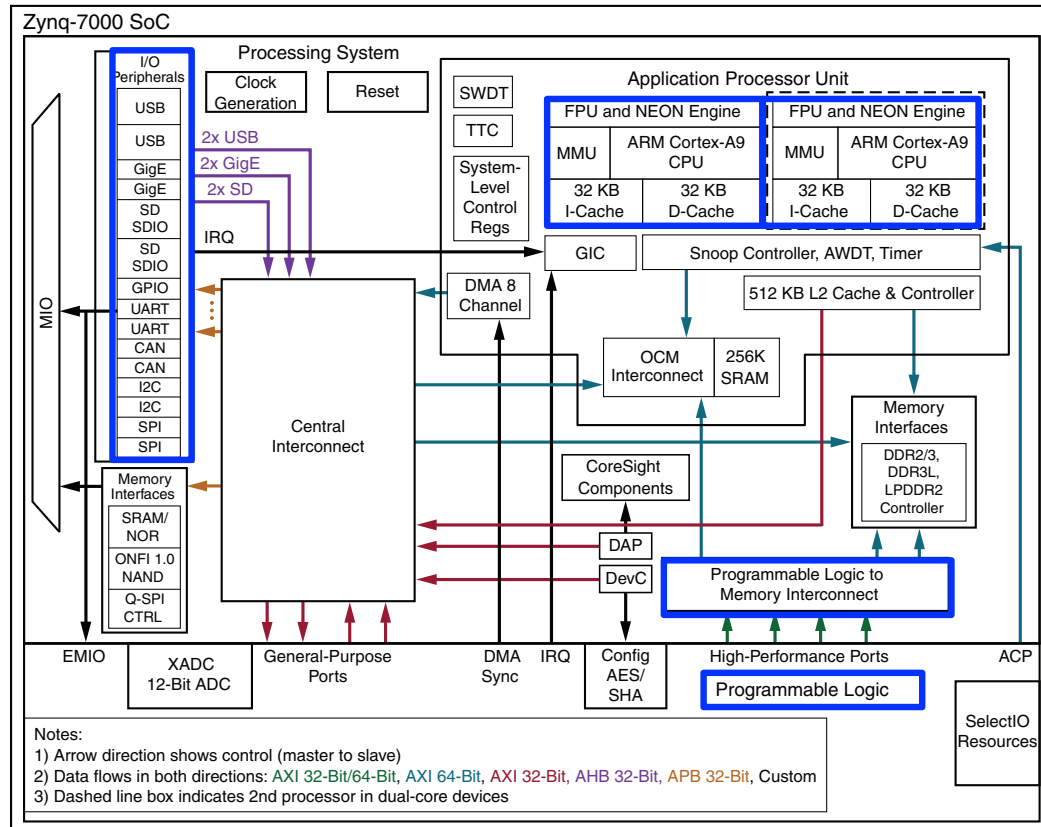 Zynq-7000 SoC
Processing System
I/O
Peripherals
USB
USB
GigE
GigE
SD
SDIO
SD
SDIO
GPIO
UART
UART
CAN
CAN
I2C
I2C
SPI
SPI
MIO
Clock
Generation
Reset
2x USB
2x GigE
2x SD
IRQ
Memory
Interfaces
SRAM/
NOR
ONFI 1.0
NAND
Q-SPI
CTRL
Central
Interconnect
Application Processor Unit
SWDT
TTC
System-
Level
Control
Regs
FPU and NEON Engine
MMU
ARM Cortex-A9
CPU
32 KB
I-Cache
32 KB
D-Cache
FPU and NEON Engine
MMU
ARM Cortex-A9
CPU
32 KB
I-Cache
32 KB
D-Cache
GIC
Snoop Controller, AWDT, Timer
DMA 8
Channel
512 KB L2 Cache & Controller
OCM
Interconnect
256K
SRAM
Memory
Interfaces
DDR2/3,
DDR3L,
LPDDR2
Controller
CoreSight
Components
DAP
DevC
Programmable Logic to
Memory Interconnect
EMIO
XADC
12-Bit ADC
General-Purpose
Ports
DMA
Sync
IRQ
Config
AES/
SHA
High-Performance Ports
ACP
Programmable Logic
SelectIO
Resources
Notes:
1) Arrow direction shows control (master to slave)
2) Data flows in both directions: AXI 32-Bit/64-Bit, AXI 64-Bit, AXI 32-Bit, AHB 32-Bit, APB 32-Bit, Custom
3) Dashed line box indicates 2nd processor in dual-core devices